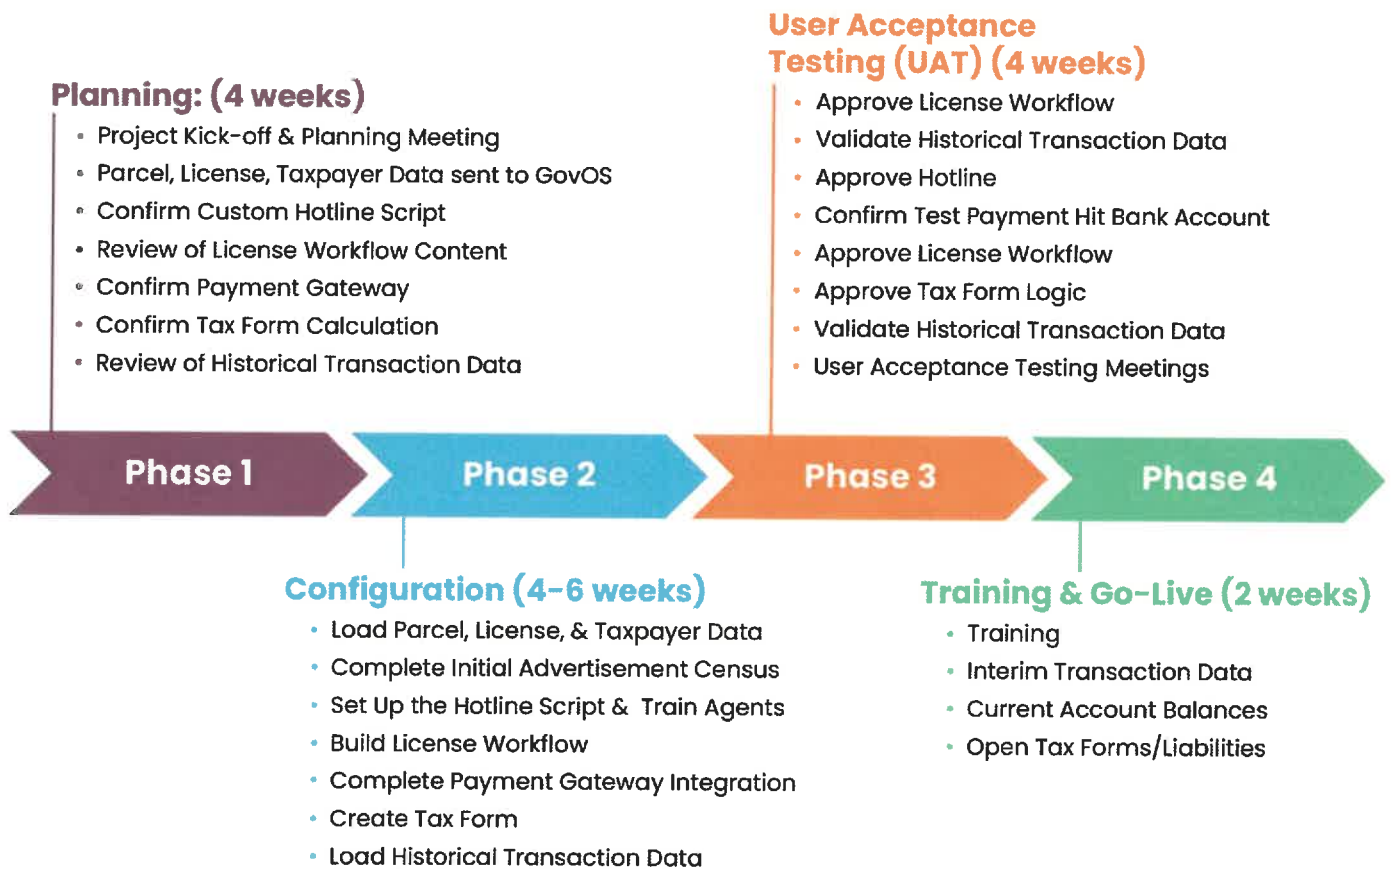 Planning: (4 weeks)
• Project Kick-off & Planning Meeting
• Parcel, License, Taxpayer Data sent to GovOS
• Confirm Custom Hotline Script
• Review of License Workflow Content
• Confirm Payment Gateway
• Confirm Tax Form Calculation
• Review of Historical Transaction Data
User Acceptance
Testing (UAT) (4 weeks)
• Approve License Workflow
• Validate Historical Transaction Data
• Approve Hotline
• Confirm Test Payment Hit Bank Account
• Approve License Workflow
• Approve Tax Form Logic
• Validate Historical Transaction Data
• User Acceptance Testing Meetings
Phase 1
Phase 2
Phase 3
Phase 4
Configuration (4-6 weeks)
• Load Parcel, License, & Taxpayer Data
• Complete Initial Advertisement Census
• Set Up the Hotline Script & Train Agents
• Build License Workflow
• Complete Payment Gateway Integration
• Create Tax Form
• Load Historical Transaction Data
Training & Go-Live (2 weeks)
• Training
• Interim Transaction Data
• Current Account Balances
• Open Tax Forms/Liabilities